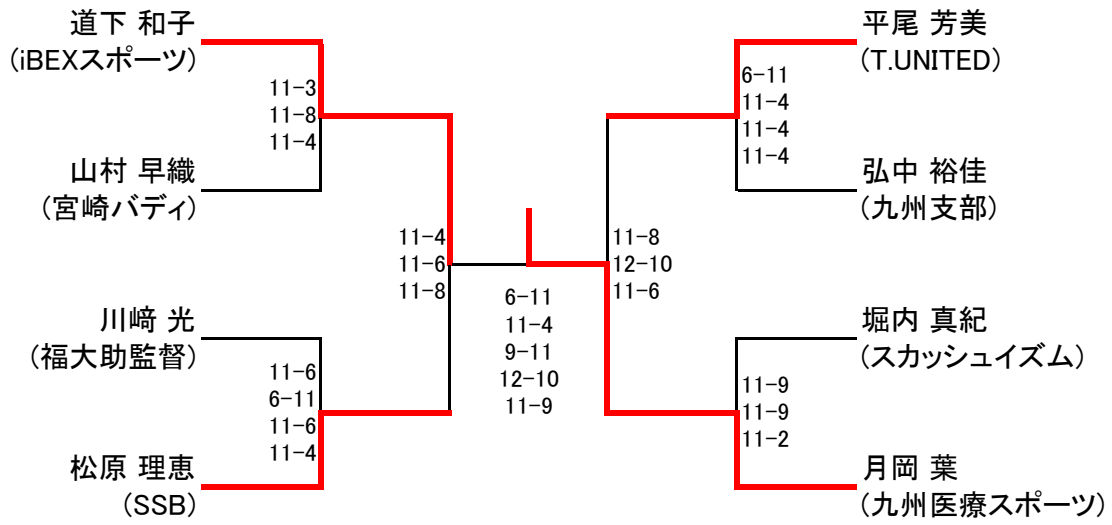 道下 和子
(iBEXスポーツ)
11-3
11-8
11-4
山村 早織
(宮崎バディ)
11-4
11-6
11-8
川﨑 光
(福大助監督)
11-6
6-11
11-6
11-4
松原 理恵
(SSB)
6-11
11-4
9-11
12-10
11-9
平尾 芳美
(T.UNITED)
6-11
11-4
11-4
11-4
弘中 裕佳
(九州支部)
11-8
12-10
11-6
堀内 真紀
(スカッシュイズム)
11-9
11-9
11-2
月岡 葉
(九州医療スポーツ)